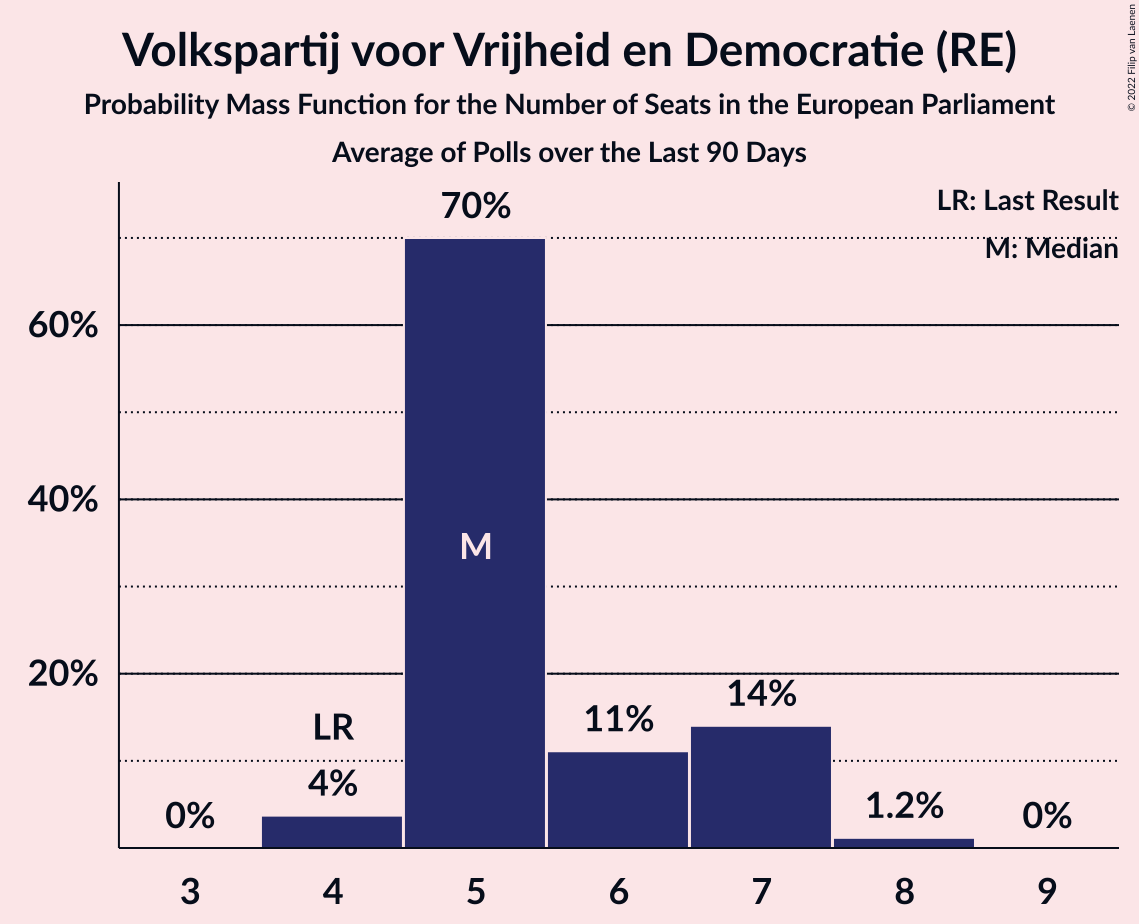 Volkspartij voor Vrijheid en Democratie (RE)
Probability Mass Function for the Number of Seats in the European Parliament
Average of Polls over the Last 90 Days
© 2022 Filip van Laenen
LR: Last Result
M: Median
60%
40%
20%
0%
LR
4%
70%
M
11%
14%
1.2%
0%
3 4 5 6 7 8 9